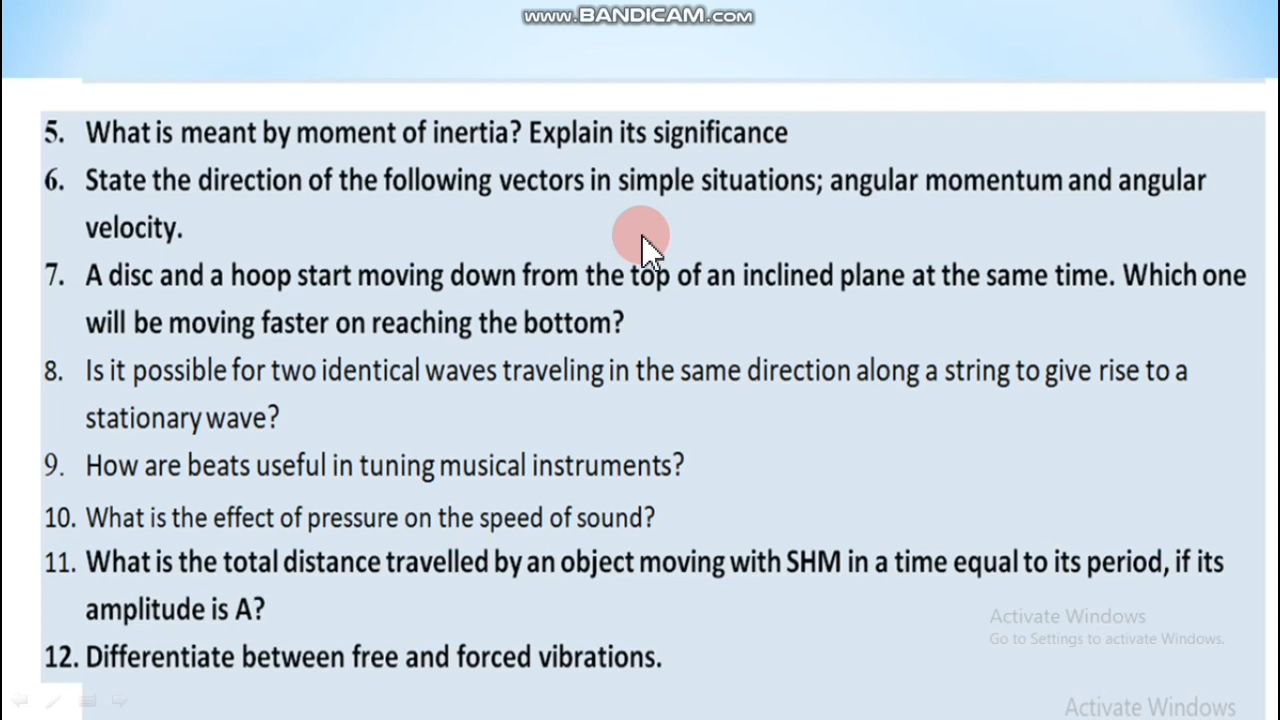 www.BANDICAM.com
5. What is meant by moment of inertia? Explain its significance
6. State the direction of the following vectors in simple situations; angular momentum and angular
velocity.
7. A disc and a hoop start moving down from the top of an inclined plane at the same time. Which one
will be moving faster on reaching the bottom?
8. Is it possible for two identical waves traveling in the same direction along a string to give rise to a
stationary wave?
9. How are beats useful in tuning musical instruments?
10. What is the effect of pressure on the speed of sound?
11. What is the total distance travelled by an object moving with SHM in a time equal to its period, if its
amplitude is A?
Activate Windows
Go to Settings to activate Windows.
12. Differentiate between free and forced vibrations.
Activate Windows